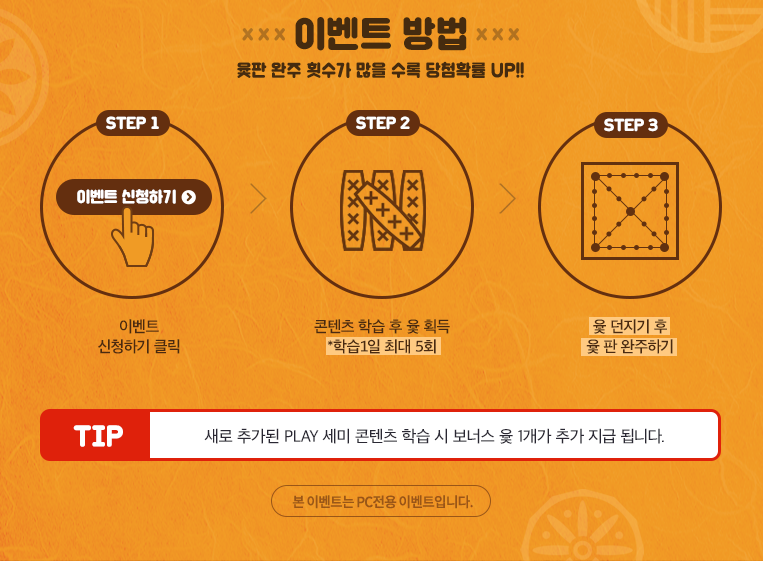 이벤트 방법
윷판 완주 횟수가 많을 수록 당첨확률 UP!!
STEP 1
이벤트 신청하기
이벤트
신청하기 클릭
STEP 2
콘텐츠 학습 후 윷 획득
*학습1일 최대 5회
STEP 3
윷 던지기 후
윷 판 완주하기
TIP
새로 추가된 PLAY 세미 콘텐츠 학습 시 보너스 윷 1개가 추가 지급 됩니다.
본 이벤트는 PC전용 이벤트입니다.